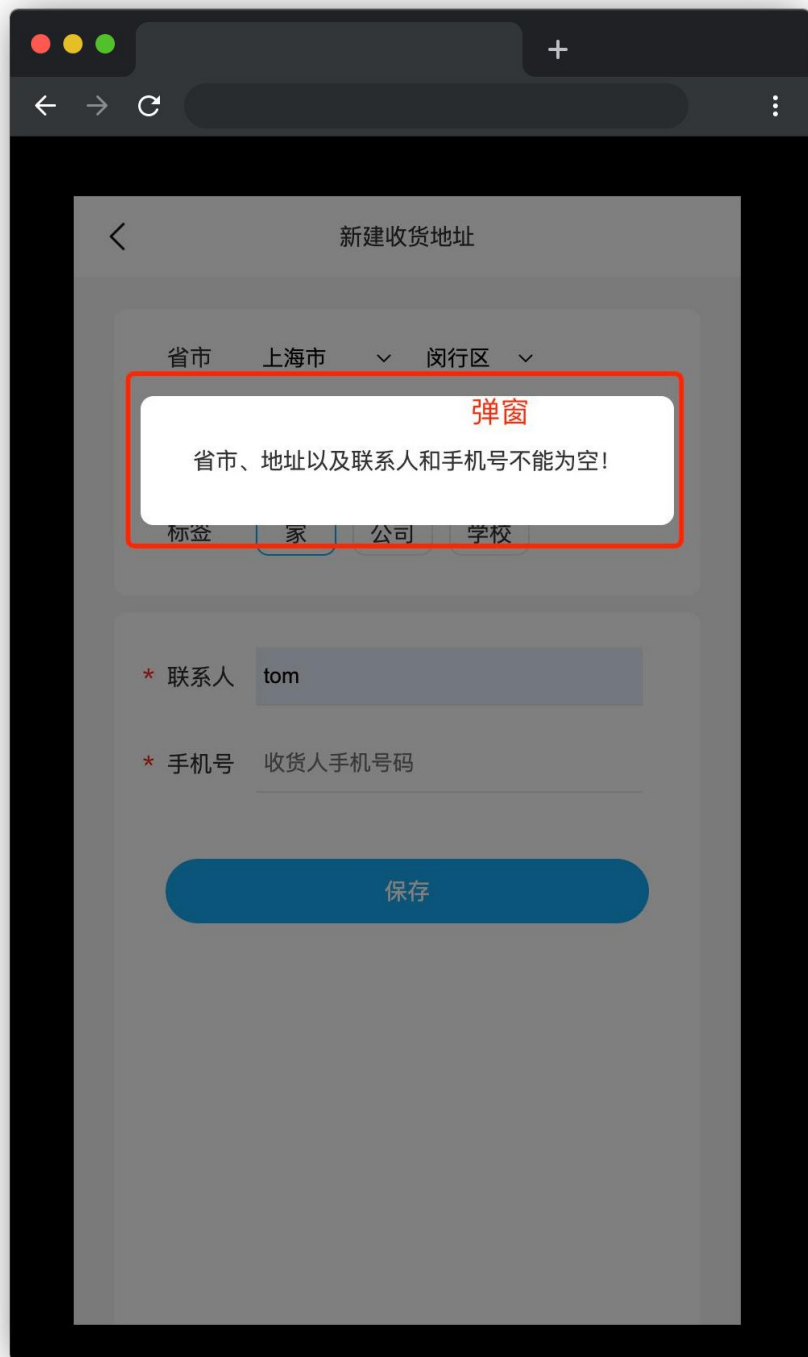 新建收货地址
省市 上海市 闵行区
弹窗
省市、地址以及联系人和手机号不能为空!
标签 家 公司 学校
* 联系人 tom
* 手机号 收货人手机号码
保存